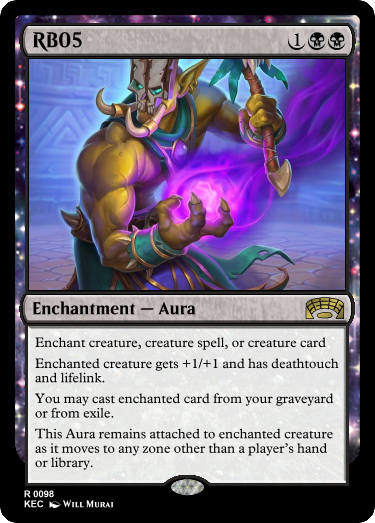 RB05 1
Enchantment — Aura
Enchant creature, creature spell, or creature card
Enchanted creature gets +1/+1 and has deathtouch
and lifelink.
You may cast enchanted card from your graveyard
or from exile.
This Aura remains attached to enchanted creature
as it moves to any zone other than a player's hand
or library.
R 0098
KEC Will Murai